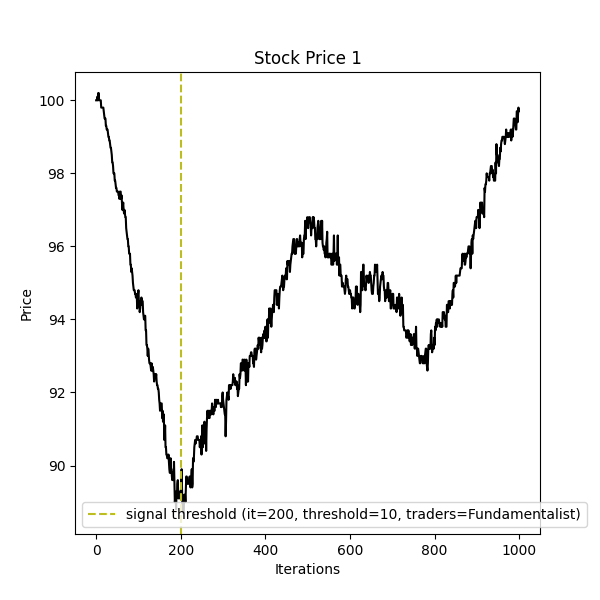 Stock Price 1
100
98
96
94
92
90
Price
signal threshold (it=200, threshold=10, traders=Fundamentalist)
0 200 400 600 800 1000
Iterations